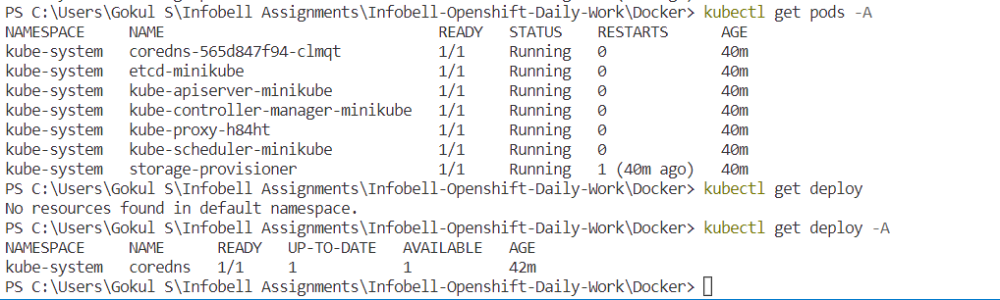 PS C:\Users\Gokul S\Infobell Assignments\Infobell-Openshift-Daily-Work\Docker> kubectl get pods -A
NAMESPACE     NAME                               READY   STATUS    RESTARTS      AGE
kube-system   coredns-565d847f94-clmqt           1/1     Running   0             40m
kube-system   etcd-minikube                      1/1     Running   0             40m
kube-system   kube-apiserver-minikube            1/1     Running   0             40m
kube-system   kube-controller-manager-minikube   1/1     Running   0             40m
kube-system   kube-proxy-h84ht                   1/1     Running   0             40m
kube-system   kube-scheduler-minikube            1/1     Running   0             40m
kube-system   storage-provisioner                1/1     Running   1 (40m ago)   40m
PS C:\Users\Gokul S\Infobell Assignments\Infobell-Openshift-Daily-Work\Docker> kubectl get deploy
No resources found in default namespace.
PS C:\Users\Gokul S\Infobell Assignments\Infobell-Openshift-Daily-Work\Docker> kubectl get deploy -A
NAMESPACE     NAME      READY   UP-TO-DATE   AVAILABLE   AGE
kube-system   coredns   1/1     1            1           42m
PS C:\Users\Gokul S\Infobell Assignments\Infobell-Openshift-Daily-Work\Docker>